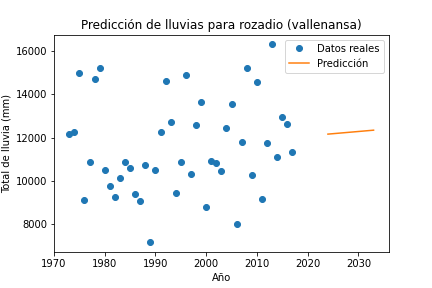 Predicción de lluvias para rozadio (vallenansa)
Total de lluvia (mm)
16000
14000
12000
10000
8000
Datos reales
Predicción
1970 1980 1990 2000 2010 2020 2030
Año